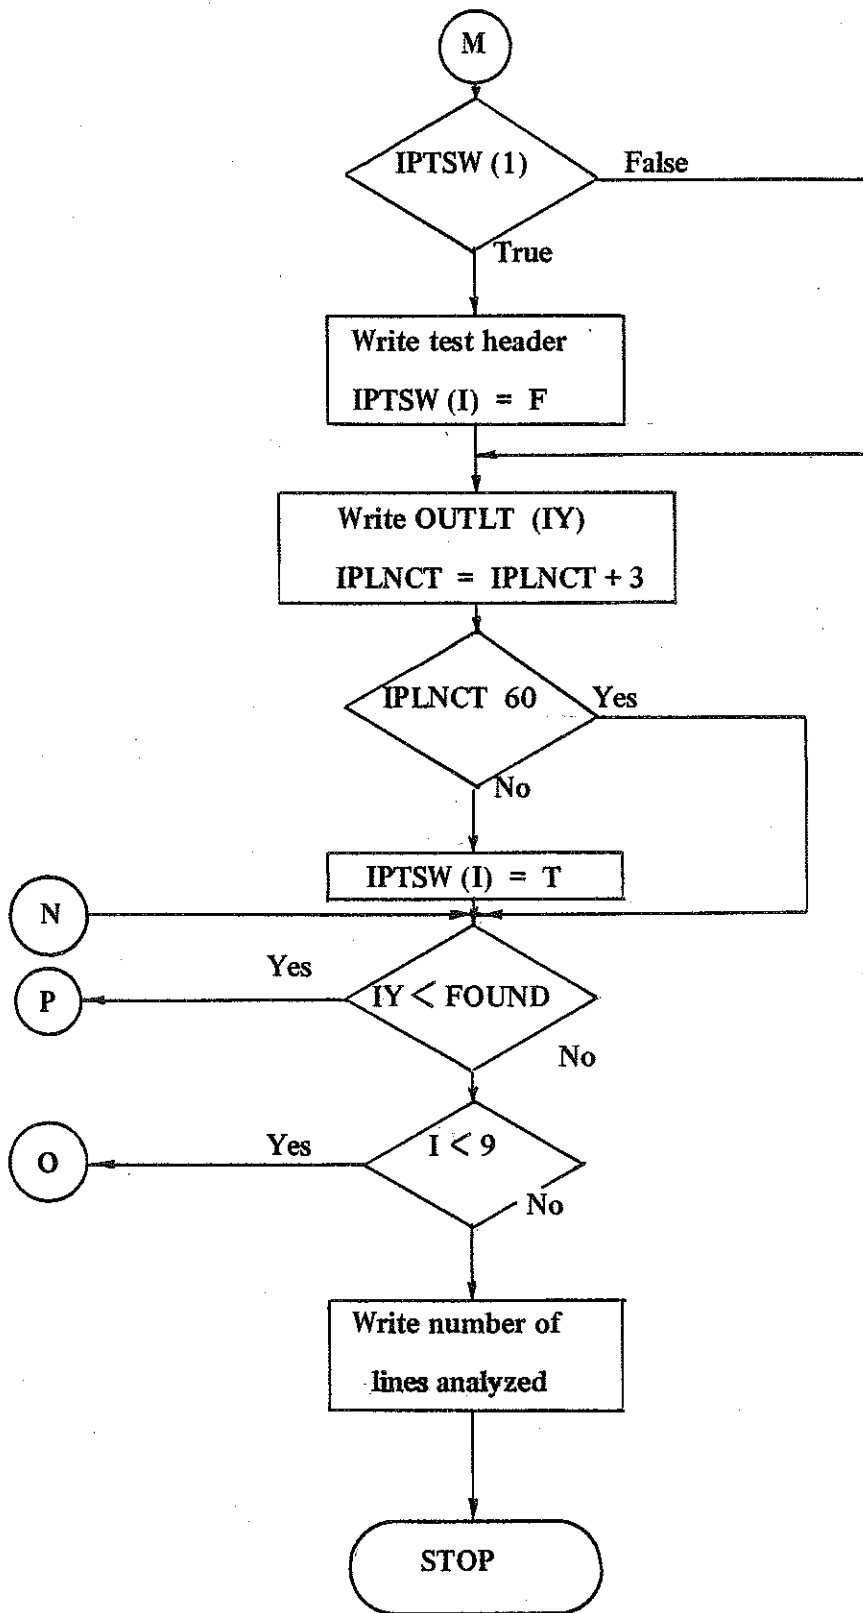 M
IPTSW (1)
False
True
Write test header
IPTSW (I) = F
Write OUTLT (IY)
IPLNCT = IPLNCT + 3
IPLNCT 60
Yes
No
IPTSW (I) = T
N
Yes
P
IY < FOUND
No
Yes
I < 9
O
No
Write number of
lines analyzed
STOP